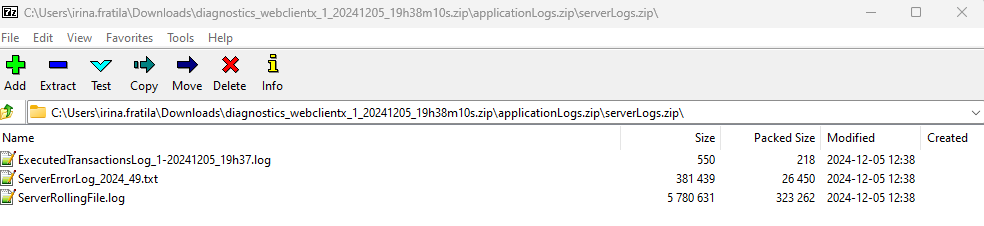 C:\Users\irina.fratila\Downloads\diagnostics_webclientx_1_20241205_19h38m10s.zip\applicationLogs.zip\serverLogs.zip\
File Edit View Favorites Tools Help
Add Extract Test Copy Move Delete Info
C:\Users\irina.fratila\Downloads\diagnostics_webclientx_1_20241205_19h38m10s.zip\applicationLogs.zip\serverLogs.zip\
Name Size Packed Size Modified Created
ExecutedTransactionsLog_1-20241205_19h37.log 550 218 2024-12-05 12:38
ServerErrorLog_2024_49.txt 381 439 26 450 2024-12-05 12:38
ServerRollingFile.log 5 780 631 323 262 2024-12-05 12:38